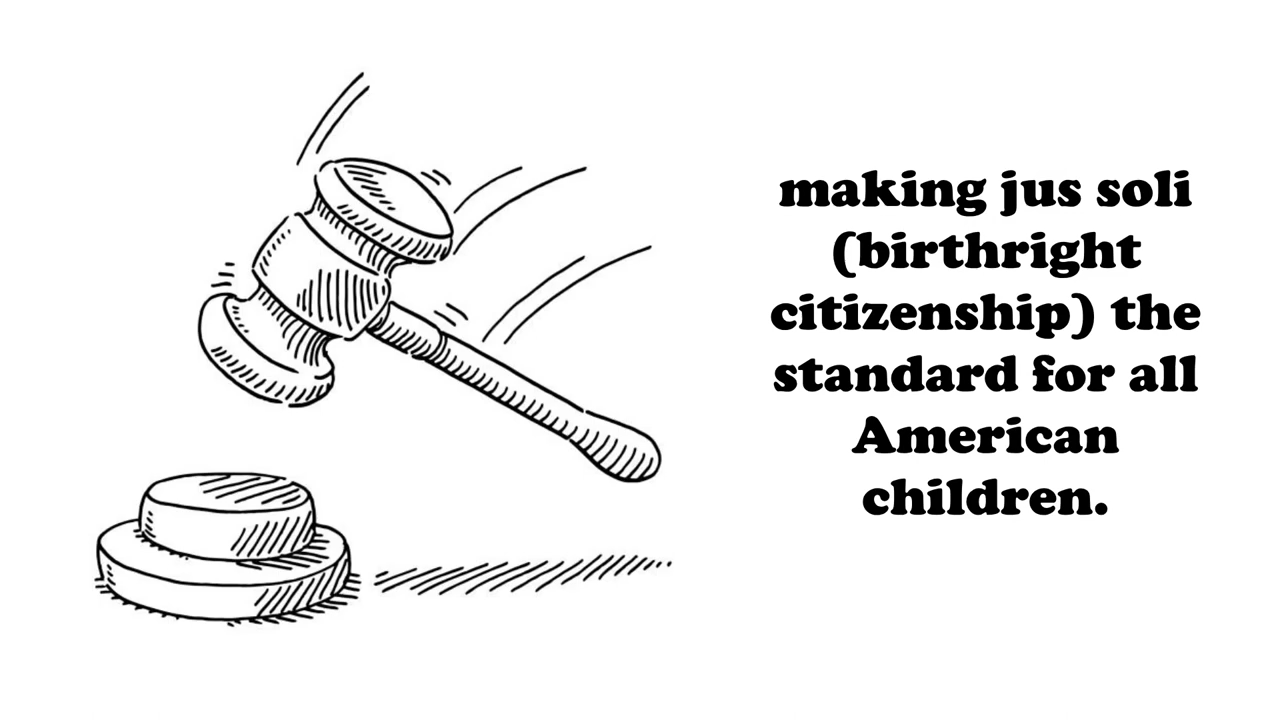 making jus soli
(birthright
citizenship) the
standard for all
American
children.